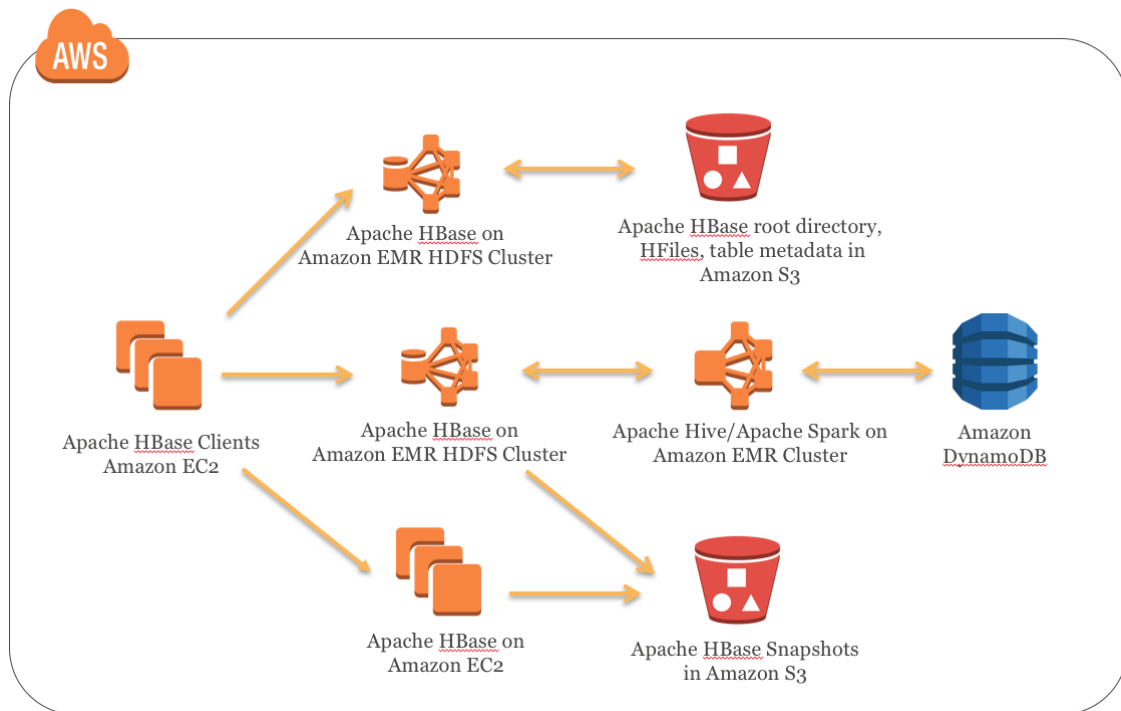 AWS
Apache HBase on
Amazon EMR HDFS Cluster
Apache HBase root directory,
HFiles, table metadata in
Amazon S3
Apache HBase Clients
Amazon EC2
Apache HBase on
Amazon EMR HDFS Cluster
Apache Hive/Apache Spark on
Amazon EMR Cluster
Amazon
DynamoDB
Apache HBase on
Amazon EC2
Apache HBase Snapshots
in Amazon S3